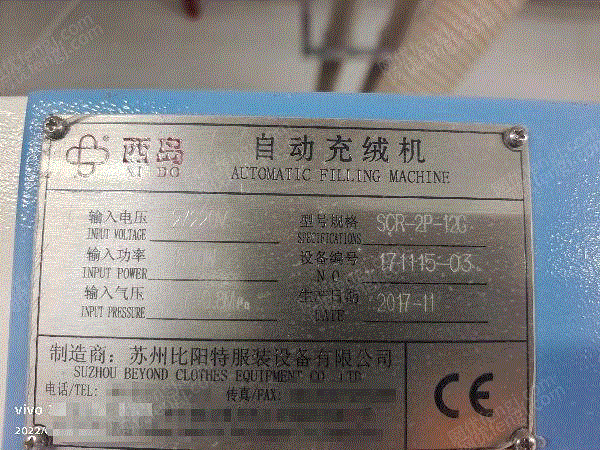 西岛 自动充绒机
XI DO AUTOMATIC FILLING MACHINE
输入电压 型号规格 SCR-2P-12G
INPUT VOLTAGE SPECIFICATIONS
输入功率 设备编号 171115-03
INPUT POWER N O.
输入气压 生产日期 2017-11
INPUT PRESSURE DATE
制造商：苏州比阳特服装设备有限公司
SUZHOU BEYOND CLOTHES EQUIPMENT CO.,LTD
电话/TEL: 传真/FAX:
CE
vivo
2022